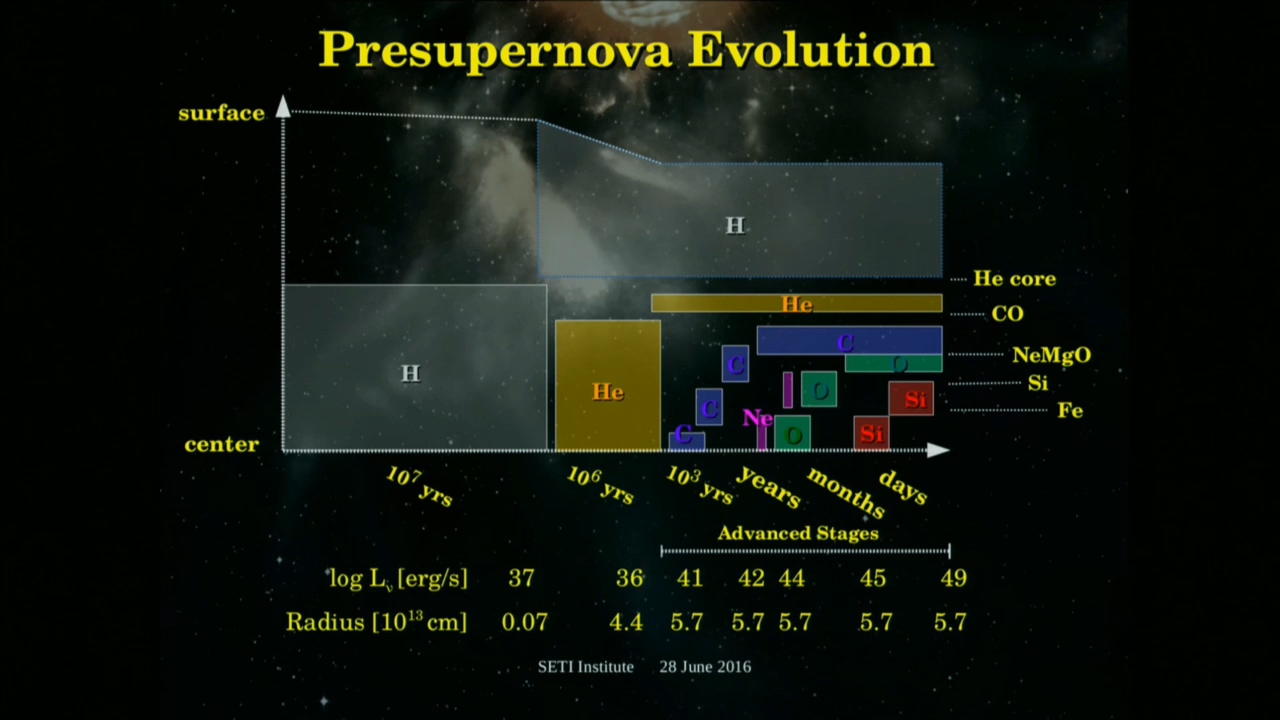 Presupernova Evolution
surface
H
He core
He
CO
C
NeMgO
O
C
Si
H
He
C
O
Si
Fe
Ne
C
O
Si
center
10⁷ yrs
10⁶ yrs
10³ yrs
years
months
days
Advanced Stages
log Lᵥ [erg/s] 37 36 41 42 44 45 49
Radius [10¹³ cm] 0.07 4.4 5.7 5.7 5.7 5.7 5.7
SETI Institute 28 June 2016